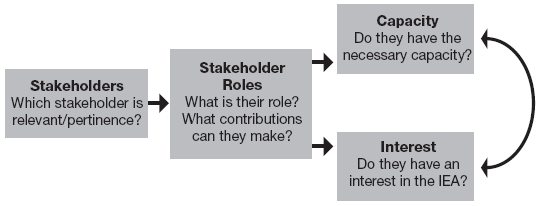 Stakeholders
Which stakeholder is
relevant/pertinence?
Stakeholder
Roles
What is their role?
What contributions
can they make?
Capacity
Do they have the
necessary capacity?
Interest
Do they have an
interest in the IEA?